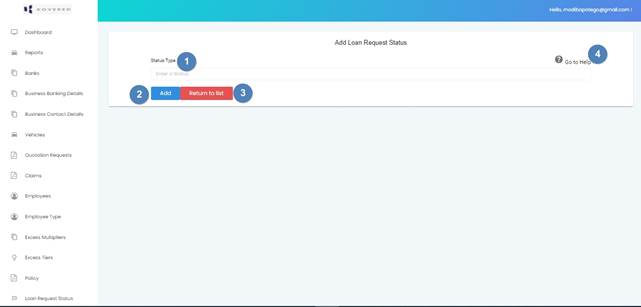 KOVERED
Hello, modibapatego@gmail.com !
Dashboard
Reports
Banks
Business Banking Details
Business Contact Details
Vehicles
Quotation Requests
Claims
Employees
Employee Type
Excess Multipliers
Excess Tiers
Policy
Loan Request Status
Add Loan Request Status
Status Type
1
? Go to Help
4
Enter a Status
2
Add
Return to list
3